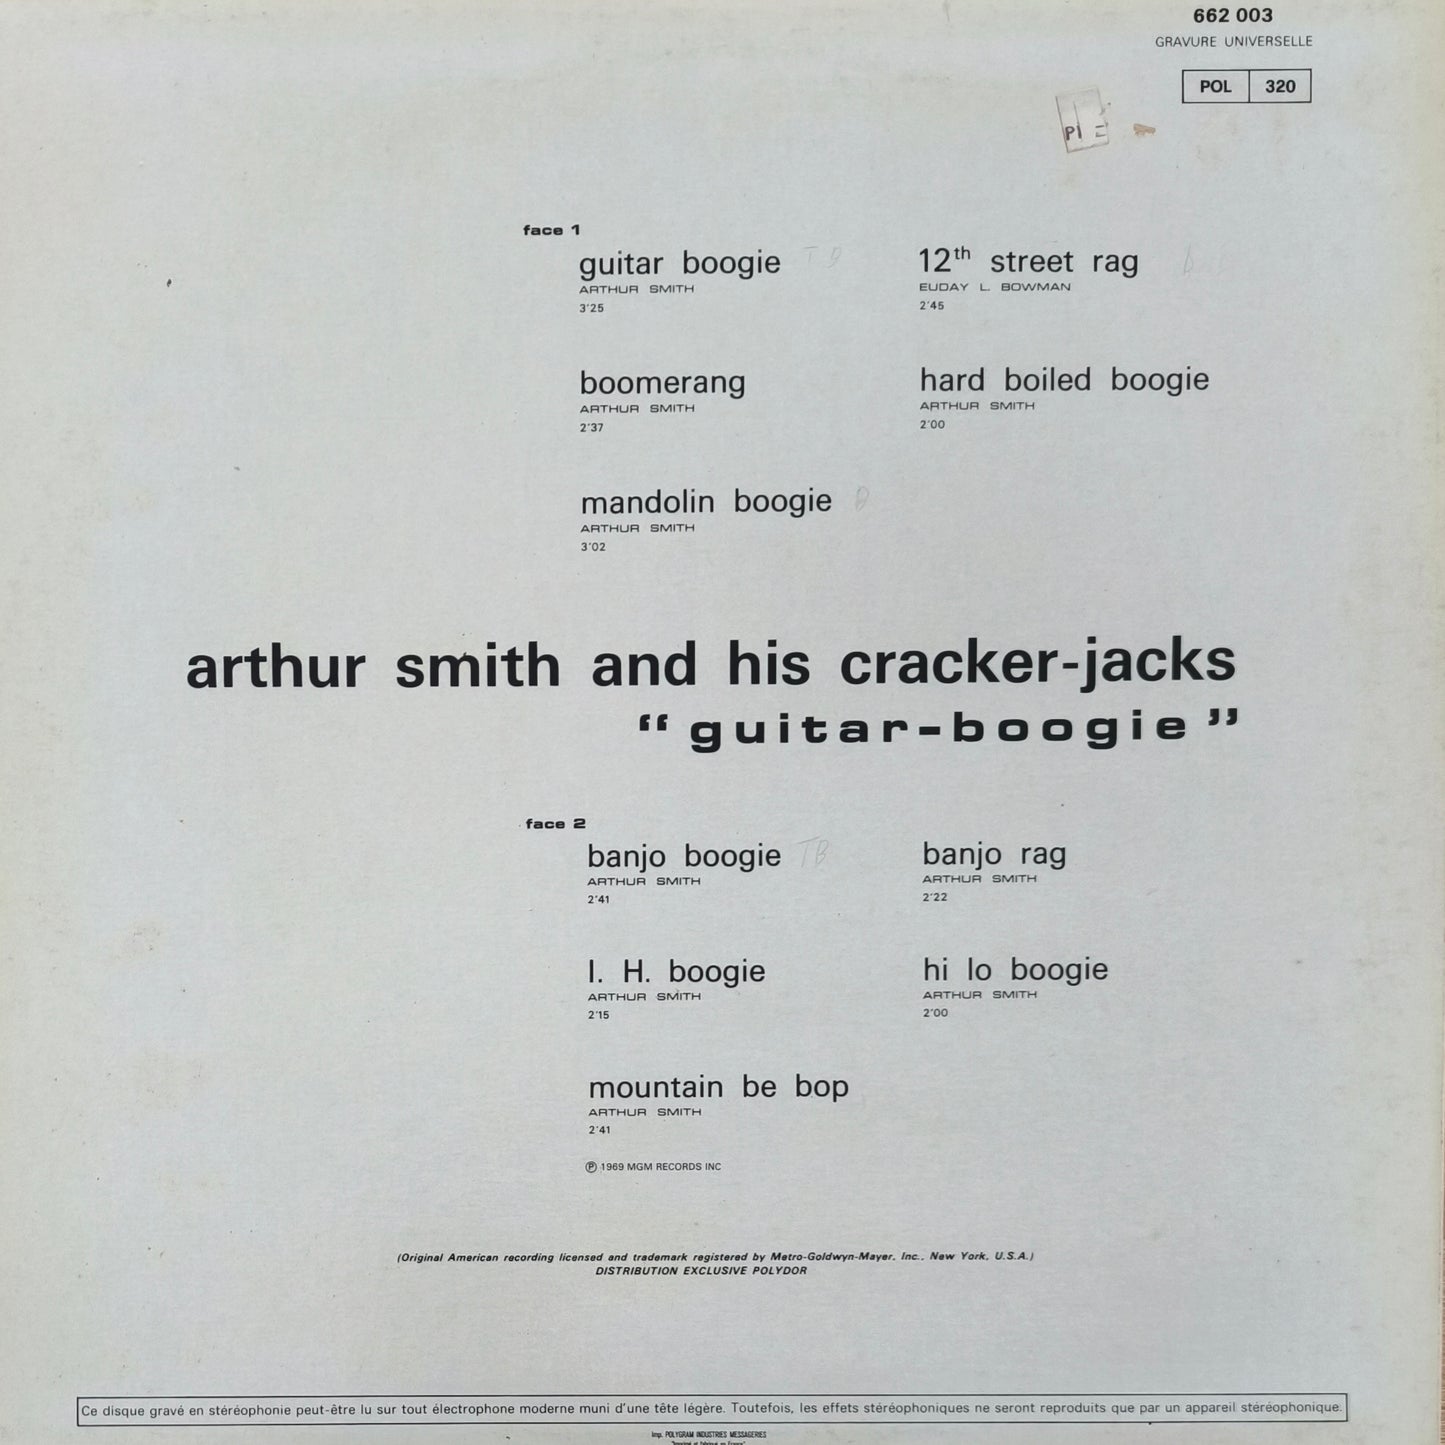 662 003
GRAVURE UNIVERSELLE
POL 320
face 1
guitar boogie
ARTHUR SMITH
3'25
boomerang
ARTHUR SMITH
2'37
mandolin boogie
ARTHUR SMITH
3'02
12th street rag
EUDAY L. BOWMAN
2'45
hard boiled boogie
ARTHUR SMITH
2'00
arthur smith and his cracker-jacks
“guitar-boogie”
face 2
banjo boogie TB
ARTHUR SMITH
2'41
I. H. boogie
ARTHUR SMITH
2'15
mountain be bop
ARTHUR SMITH
2'41
banjo rag
ARTHUR SMITH
2'22
hi lo boogie
ARTHUR SMITH
2'00
℗ 1969 MGM RECORDS INC
(Original American recording licensed and trademark registered by Metro-Goldwyn-Mayer, Inc., New York, U.S.A.)
DISTRIBUTION EXCLUSIVE POLYDOR
Ce disque gravé en stéréophonie peut-être lu sur tout électrophone moderne muni d'une tête légère. Toutefois, les effets stéréophoniques ne seront reproduits que par un appareil stéréophonique.
Imp. POLYGRAM INDUSTRIES MESSAGERIES